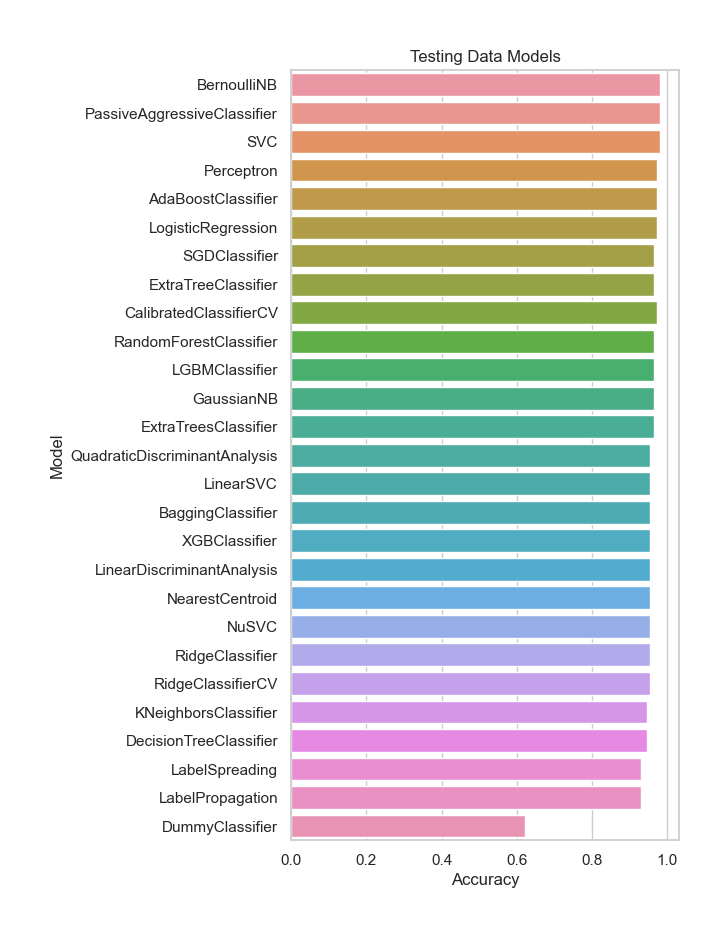 Testing Data Models
BernoulliNB
PassiveAggressiveClassifier
SVC
Perceptron
AdaBoostClassifier
LogisticRegression
SGDClassifier
ExtraTreeClassifier
CalibratedClassifierCV
RandomForestClassifier
LGBMClassifier
GaussianNB
ExtraTreesClassifier
QuadraticDiscriminantAnalysis
LinearSVC
BaggingClassifier
XGBClassifier
LinearDiscriminantAnalysis
NearestCentroid
NuSVC
RidgeClassifier
RidgeClassifierCV
KNeighborsClassifier
DecisionTreeClassifier
LabelSpreading
LabelPropagation
DummyClassifier
Model
0.0 0.2 0.4 0.6 0.8 1.0
Accuracy